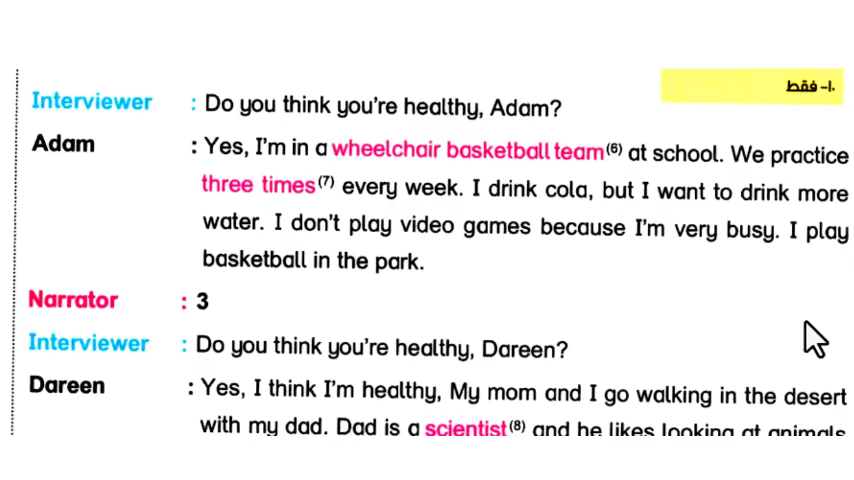 ١٠- فقط
Interviewer : Do you think you're healthy, Adam?
Adam : Yes, I'm in a wheelchair basketball team(6) at school. We practice
three times(7) every week. I drink cola, but I want to drink more
water. I don't play video games because I'm very busy. I play
basketball in the park.
Narrator : 3
Interviewer : Do you think you're healthy, Dareen?
Dareen : Yes, I think I'm healthy, My mom and I go walking in the desert
with my dad. Dad is a scientist(8) and he likes looking at animals